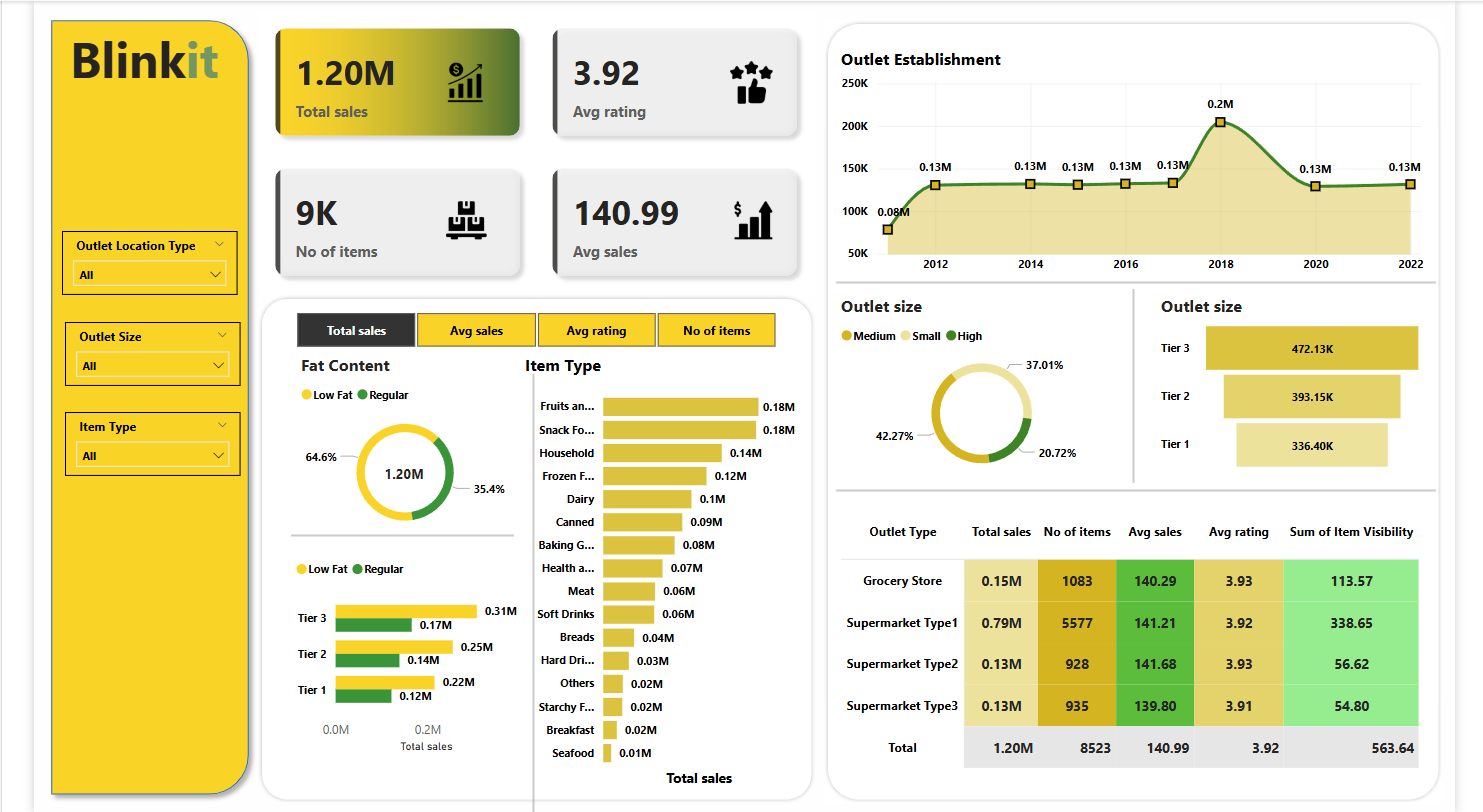 Blinkit
Outlet Location Type
All
Outlet Size
All
Item Type
All
1.20M
Total sales
3.92
Avg rating
9K
No of items
140.99
Avg sales
Total sales Avg sales Avg rating No of items
Fat Content
Low Fat Regular
64.6%
1.20M
35.4%
Low Fat Regular
Tier 3 0.31M
0.17M
Tier 2 0.25M
0.14M
Tier 1 0.22M
0.12M
0.0M 0.2M
Total sales
Item Type
Fruits an... 0.18M
Snack Fo... 0.18M
Household 0.14M
Frozen F... 0.12M
Dairy 0.1M
Canned 0.09M
Baking G... 0.08M
Health a... 0.07M
Meat 0.06M
Soft Drinks 0.06M
Breads 0.04M
Hard Dri... 0.03M
Others 0.02M
Starchy F... 0.02M
Breakfast 0.02M
Seafood 0.01M
Total sales
Outlet Establishment
250K
200K
150K
100K
50K
0.08M 0.13M 0.13M 0.13M 0.13M 0.13M 0.2M 0.13M 0.13M
2012 2014 2016 2018 2020 2022
Outlet size
Medium Small High
37.01%
42.27%
20.72%
Outlet size
Tier 3 472.13K
Tier 2 393.15K
Tier 1 336.40K
Outlet Type Total sales No of items Avg sales Avg rating Sum of Item Visibility
Grocery Store 0.15M 1083 140.29 3.93 113.57
Supermarket Type1 0.79M 5577 141.21 3.92 338.65
Supermarket Type2 0.13M 928 141.68 3.93 56.62
Supermarket Type3 0.13M 935 139.80 3.91 54.80
Total 1.20M 8523 140.99 3.92 563.64